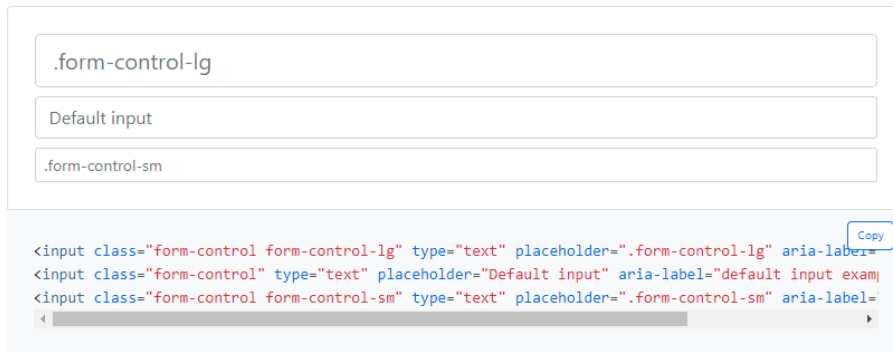 .form-control-lg
Default input
.form-control-sm
Copy
<input class="form-control form-control-lg" type="text" placeholder=".form-control-lg" aria-label=
<input class="form-control" type="text" placeholder="Default input" aria-label="default input
<input class="form-control form-control-sm" type="text" placeholder=".form-control-sm" aria-label=